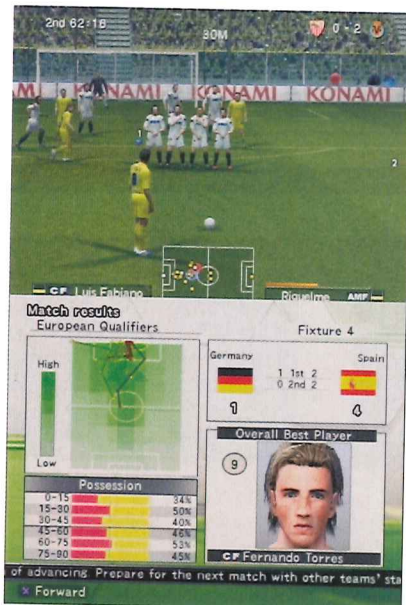 2nd 62:18
0 - 2
30M
KONAMI KONAMI KONAMI
1
2
CF Luis Fabiano
Riquelme AMF
Match results
European Qualifiers
Fixture 4
High
Low
Germany
Spain
1 1st 2
0 2nd 2
1
4
Overall Best Player
9
CF Fernando Torres
Possession
0-15 34%
15-30 50%
30-45 40%
45-60 46%
60-75 53%
75-90 45%
of advancing. Prepare for the next match with other teams' sta
Forward